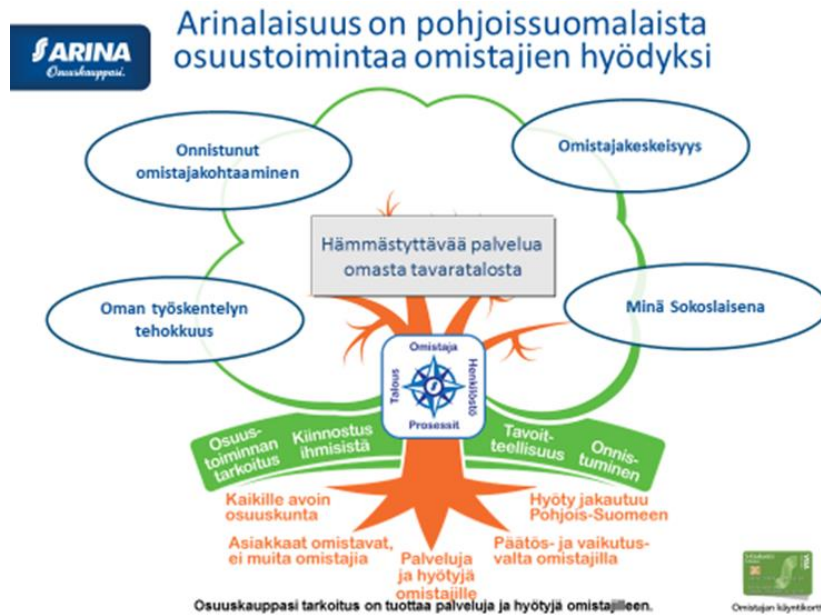 Arinalaisuus on pohjoissuomalaista
osuustoimintaa omistajien hyödyksi
S ARINA
Osuuskauppasi.
Onnistunut
omistajakohtaaminen
Omistajakeskeisyys
Hämmästyttävää palvelua
omasta tavaratalosta
Oman työskentelyn
tehokkuus
Minä Sokoslaisena
Omistaja
Talous
Henkilöstö
Prosessit
Osuus-
toiminnan
tarkoitus
Kiinnostus
ihmisistä
Tavoit-
teellisuus
Onnis-
tuminen
Kaikille avoin
osuuskunta
Hyöty jakautuu
Pohjois-Suomeen
Asiakkaat omistavat,
ei muita omistajia
Palveluja
ja hyötyjä
omistajille
Päätös- ja vaikutus-
valta omistajilla
VISA
Omistajan käyntikortti
Osuuskauppasi tarkoitus on tuottaa palveluja ja hyötyjä omistajilleen.